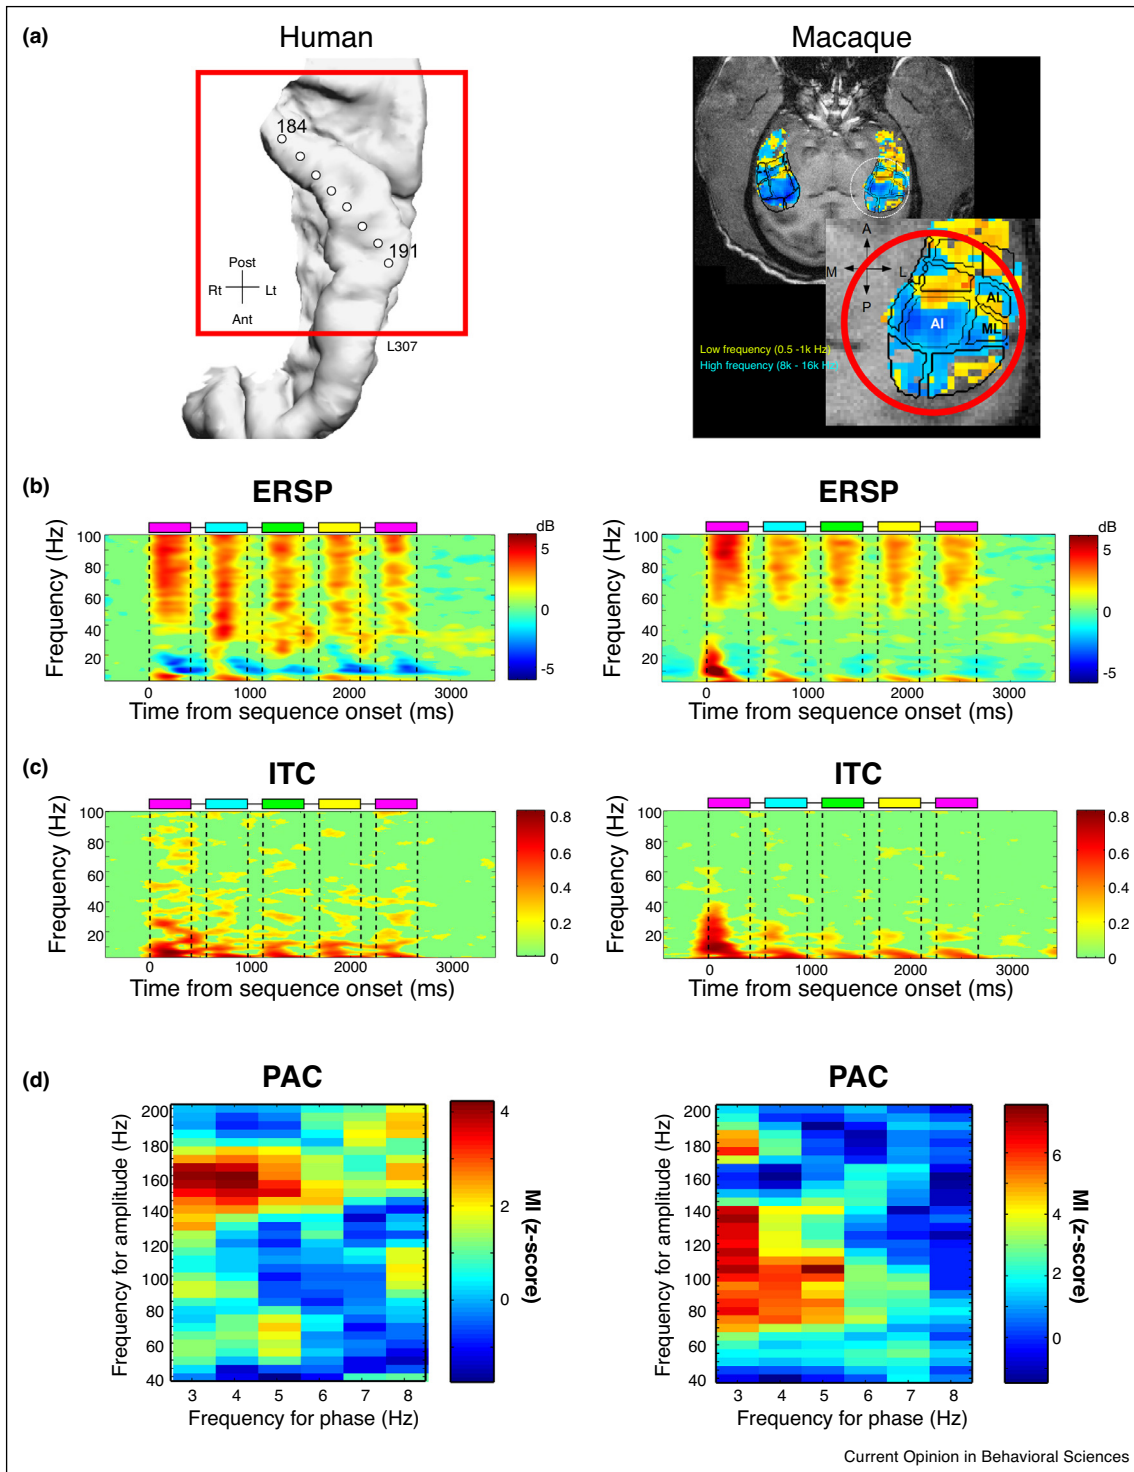 (a)
Human
184
191
Post
Rt
Lt
Ant
L307
Macaque
A
M
L
P
AI
AL
ML
Low frequency (0.5 -1k Hz)
High frequency (8k - 16k Hz)
(b)
ERSP
Frequency (Hz)
100
80
60
40
20
0
1000
2000
3000
Time from sequence onset (ms)
dB
5
0
-5
ERSP
Frequency (Hz)
100
80
60
40
20
0
1000
2000
3000
Time from sequence onset (ms)
dB
5
0
-5
(c)
ITC
Frequency (Hz)
100
80
60
40
20
0
1000
2000
3000
Time from sequence onset (ms)
0.8
0.6
0.4
0.2
0
ITC
Frequency (Hz)
100
80
60
40
20
0
1000
2000
3000
Time from sequence onset (ms)
0.8
0.6
0.4
0.2
0
(d)
PAC
Frequency for amplitude (Hz)
200
180
160
140
120
100
80
60
40
3
4
5
6
7
8
Frequency for phase (Hz)
4
2
0
MI (z-score)
PAC
Frequency for amplitude (Hz)
200
180
160
140
120
100
80
60
40
3
4
5
6
7
8
Frequency for phase (Hz)
6
4
2
0
MI (z-score)
Current Opinion in Behavioral Sciences